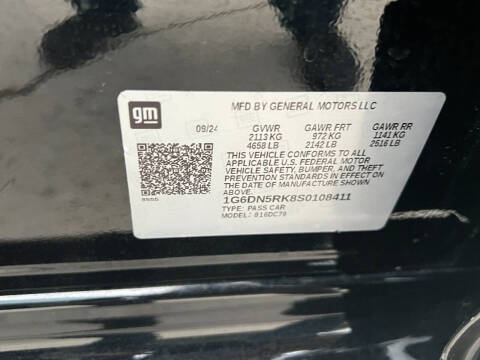 gm
MFD BY GENERAL MOTORS LLC
09/24 GVWR GAWR FRT GAWR RR
2113 KG 972 KG 1141 KG
4658 LB 2142 LB 2516 LB
THIS VEHICLE CONFORMS TO ALL
APPLICABLE U.S. FEDERAL MOTOR
VEHICLE SAFETY, BUMPER, AND THEFT
PREVENTION STANDARDS IN EFFECT ON
THE DATE OF MANUFACTURE SHOWN
ABOVE.
1G6DN5RK8S0108411
TYPE: PASS CAR
MODEL: B16DC79